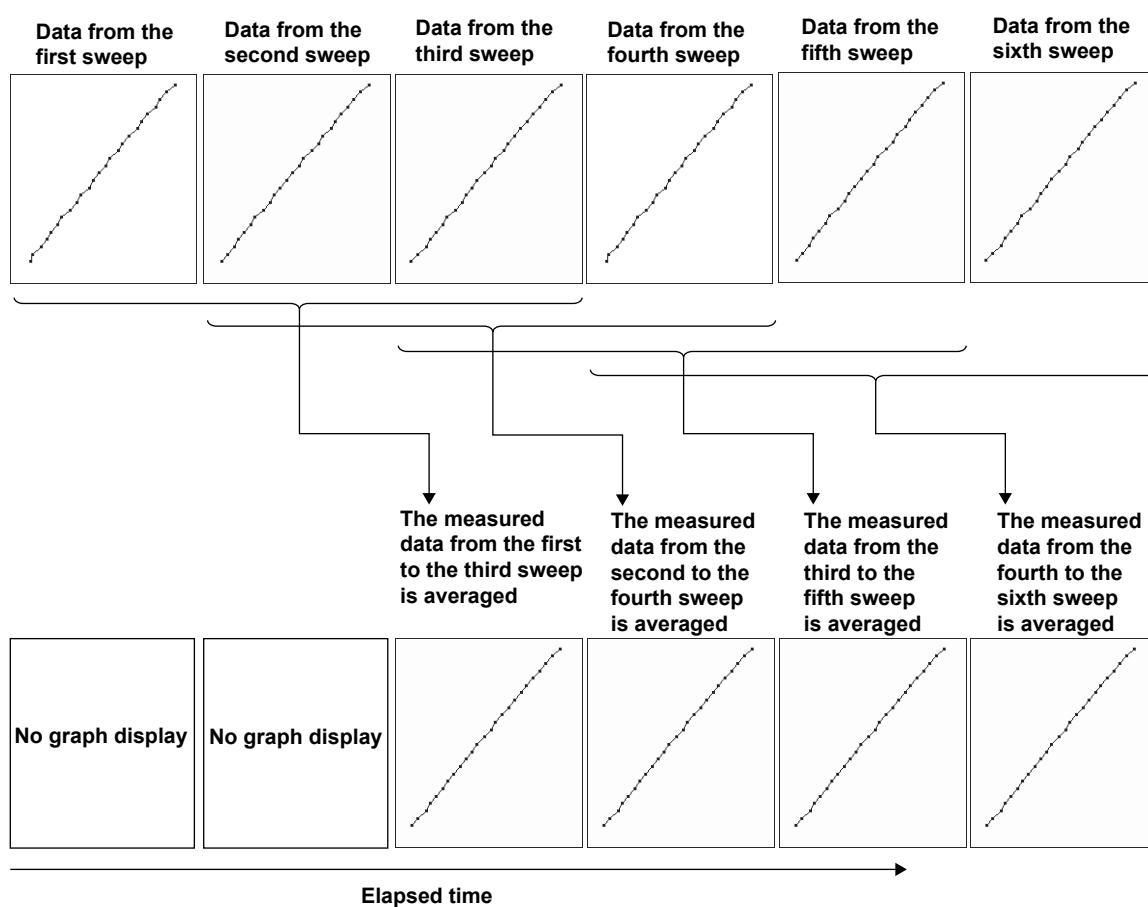 Data from the
first sweep
Data from the
second sweep
Data from the
third sweep
Data from the
fourth sweep
Data from the
fifth sweep
Data from the
sixth sweep
The measured
data from the first
to the third sweep
is averaged
The measured
data from the
second to the
fourth sweep
is averaged
The measured
data from the
third to the
fifth sweep
is averaged
The measured
data from the
fourth to the
sixth sweep
is averaged
No graph display
No graph display
Elapsed time